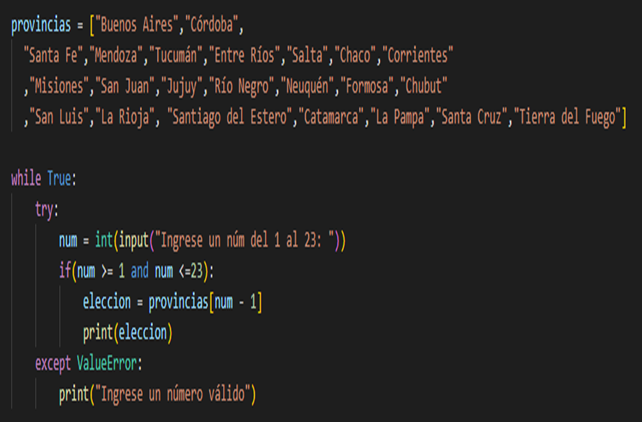 provincias = ["Buenos Aires","Córdoba",
"Santa Fe","Mendoza","Tucumán","Entre Ríos","Salta","Chaco","Corrientes"
,"Misiones","San Juan","Jujuy","Río Negro","Neuquén","Formosa","Chubut"
,"San Luis","La Rioja", "Santiago del Estero","Catamarca","La Pampa","Santa Cruz","Tierra del Fuego"]
while True:
try:
num = int(input("Ingrese un núm del 1 al 23: "))
if(num >= 1 and num <=23):
eleccion = provincias[num - 1]
print(eleccion)
except ValueError:
print("Ingrese un número válido")